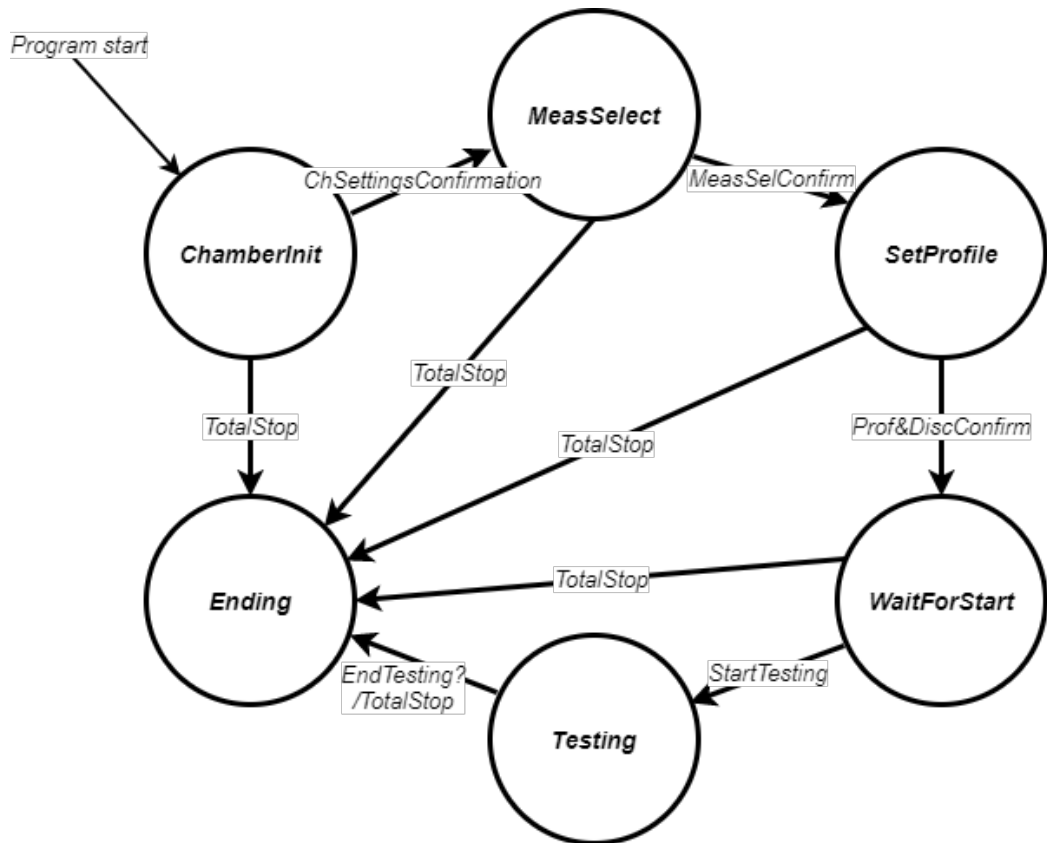 Program start
MeasSelect
ChSettingsConfirmation
MeasSelConfirm
ChamberInit
SetProfile
TotalStop
TotalStop
TotalStop
Prof&DiscConfirm
TotalStop
Ending
WaitForStart
EndTesting?
/TotalStop
StartTesting
Testing